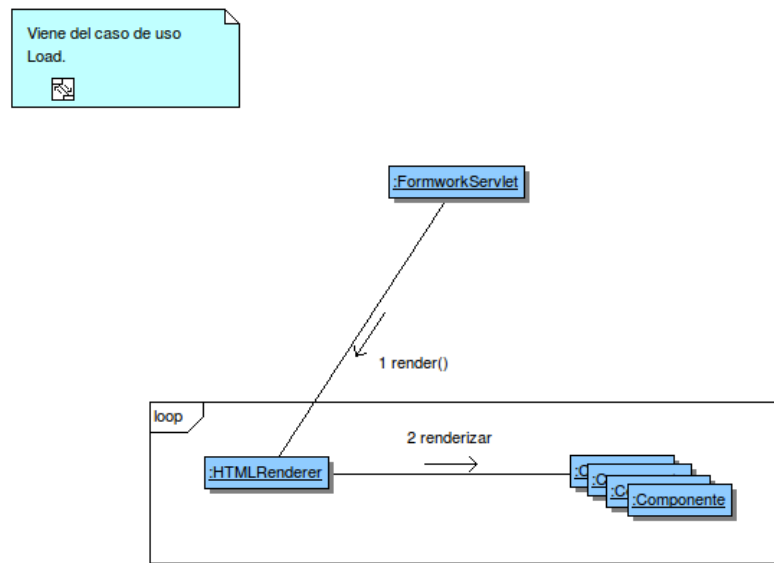 Viene del caso de uso
Load.
:FormworkServlet
1 render()
loop
2 renderizar
:HTMLRenderer
:Componente